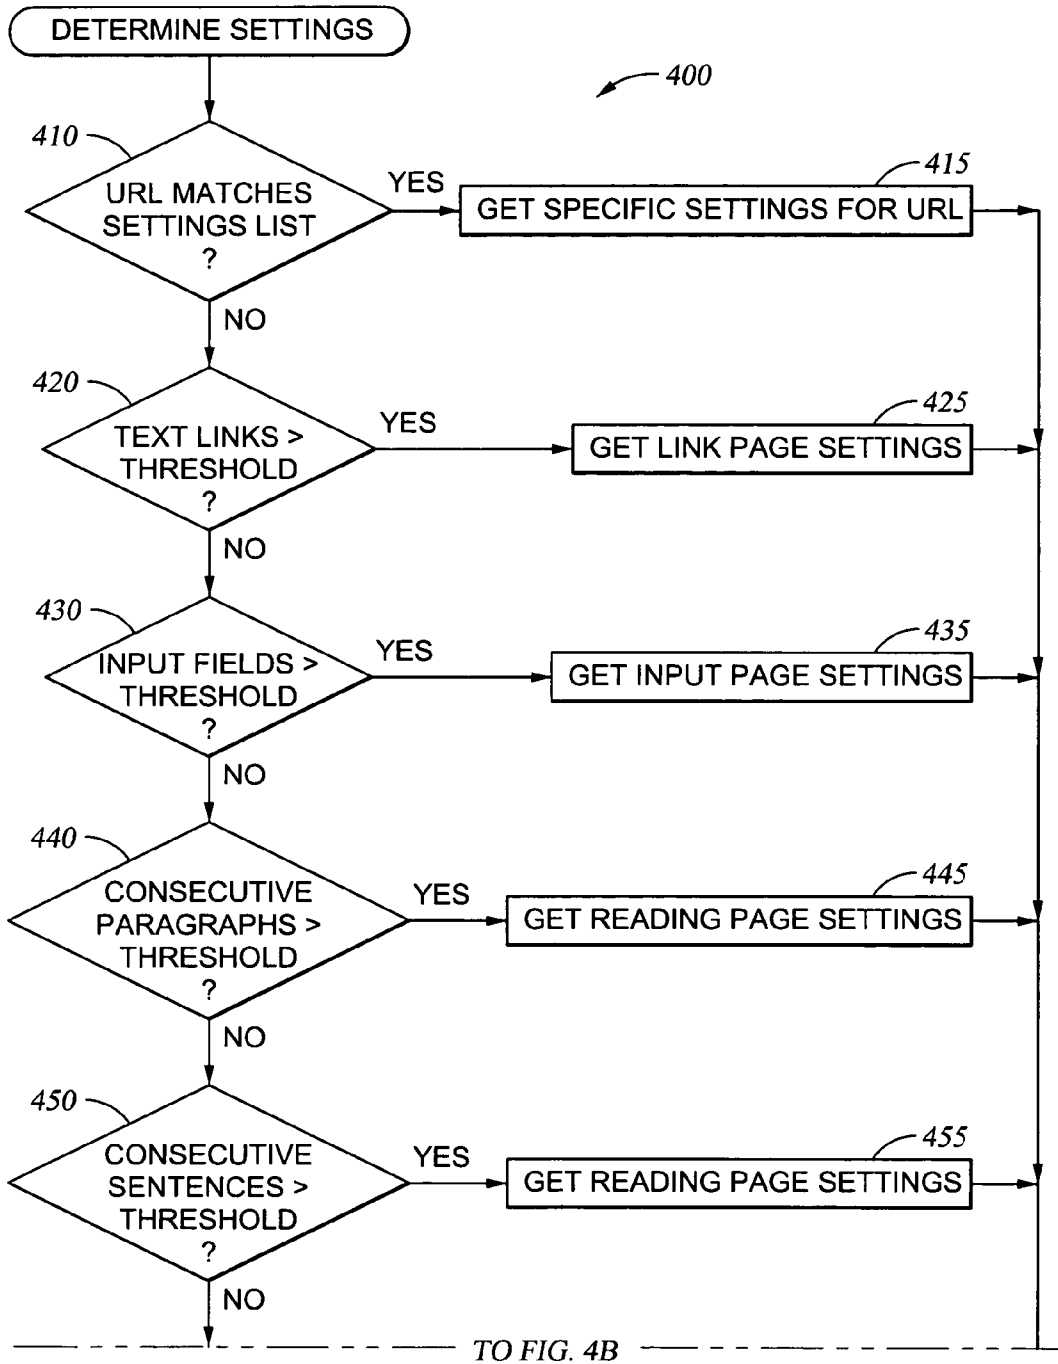 DETERMINE SETTINGS
400
410
URL MATCHES
SETTINGS LIST
?
YES
415
GET SPECIFIC SETTINGS FOR URL
NO
420
TEXT LINKS >
THRESHOLD
?
YES
425
GET LINK PAGE SETTINGS
NO
430
INPUT FIELDS >
THRESHOLD
?
YES
435
GET INPUT PAGE SETTINGS
NO
440
CONSECUTIVE
PARAGRAPHS >
THRESHOLD
?
YES
445
GET READING PAGE SETTINGS
NO
450
CONSECUTIVE
SENTENCES >
THRESHOLD
?
YES
455
GET READING PAGE SETTINGS
NO
TO FIG. 4B